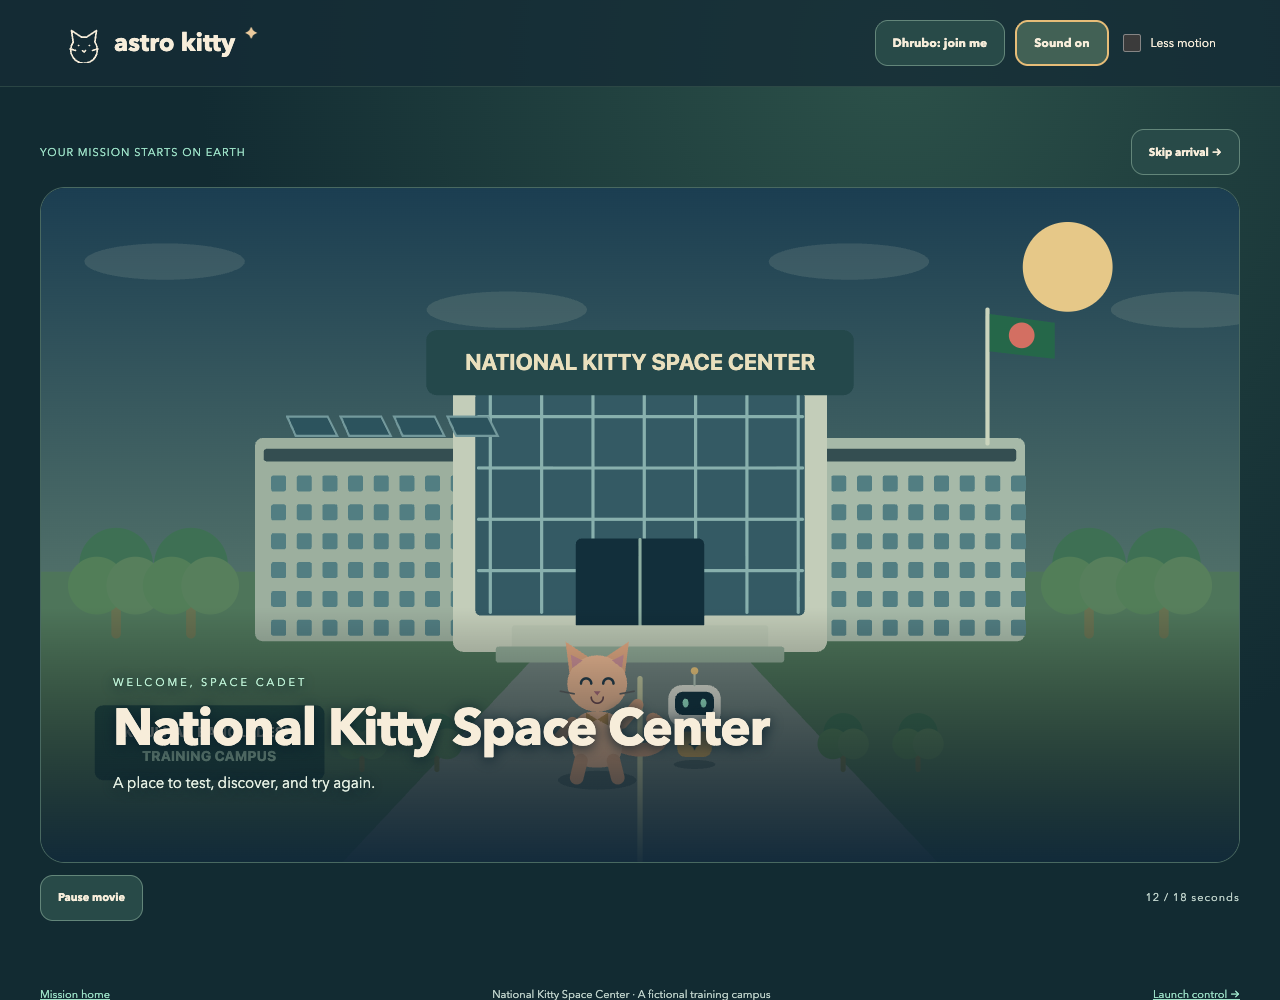 astro kitty
Dhrubo: join me
Sound on
Less motion
YOUR MISSION STARTS ON EARTH
Skip arrival →
NATIONAL KITTY SPACE CENTER
WELCOME, SPACE CADET
National Kitty Space Center
TRAINING CAMPUS
A place to test, discover, and try again.
Pause movie
12 / 18 seconds
Mission home
National Kitty Space Center · A fictional training campus
Launch control →